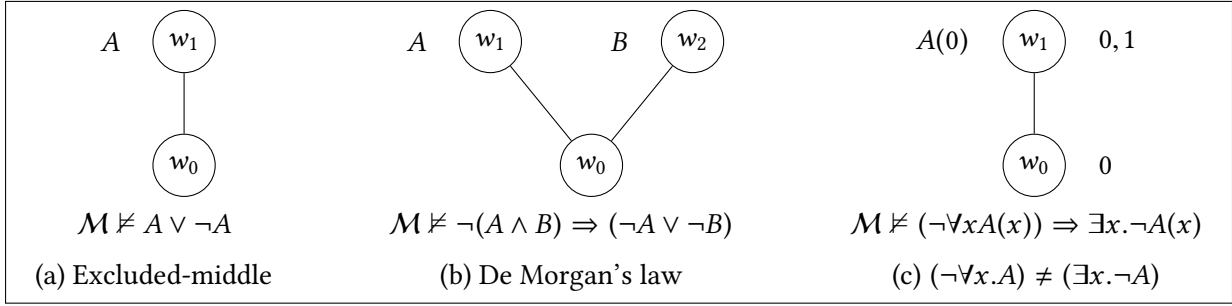 A w₁ A w₁ B w₂ A(0) w₁ 0, 1
w₀ w₀ w₀ 0
ℳ ⊭ A ∨ ¬A ℳ ⊭ ¬(A ∧ B) ⇒ (¬A ∨ ¬B) ℳ ⊭ (¬∀xA(x)) ⇒ ∃x.¬A(x)
(a) Excluded-middle (b) De Morgan's law (c) (¬∀x.A) ≠ (∃x.¬A)